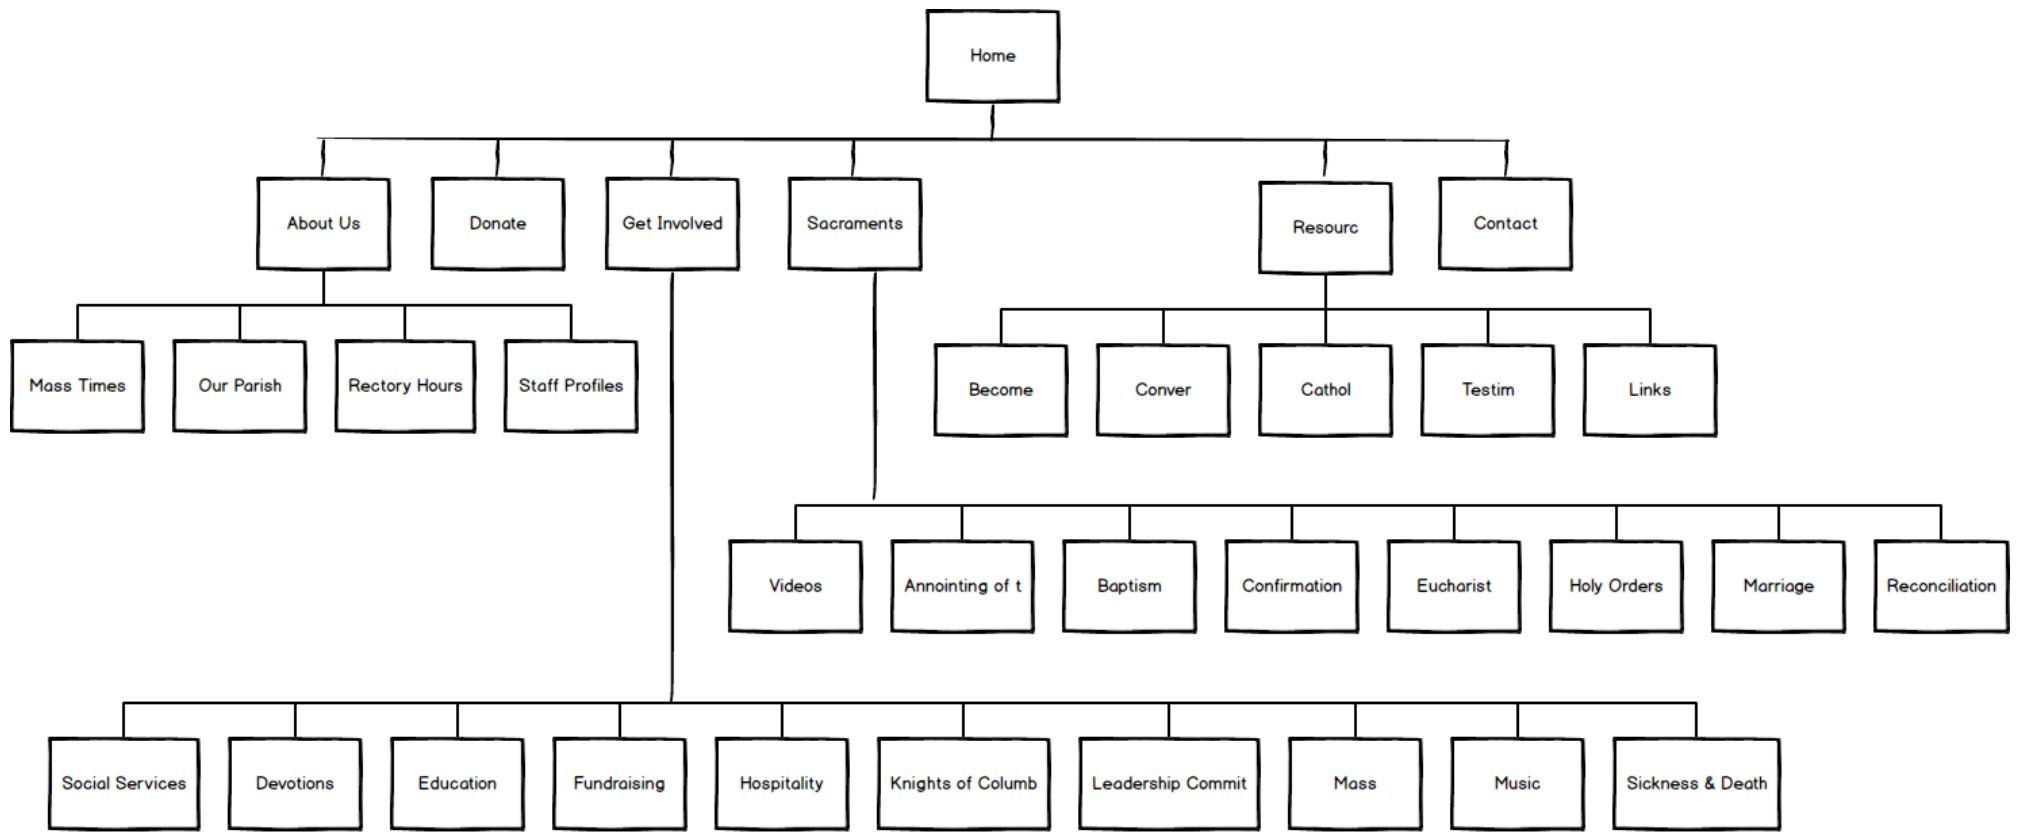 Home
About Us
Donate
Get Involved
Sacraments
Resourc
Contact
Mass Times
Our Parish
Rectory Hours
Staff Profiles
Become
Conver
Cathol
Testim
Links
Videos
Annointing of t
Baptism
Confirmation
Eucharist
Holy Orders
Marriage
Reconciliation
Social Services
Devotions
Education
Fundraising
Hospitality
Knights of Columb
Leadership Commit
Mass
Music
Sickness & Death